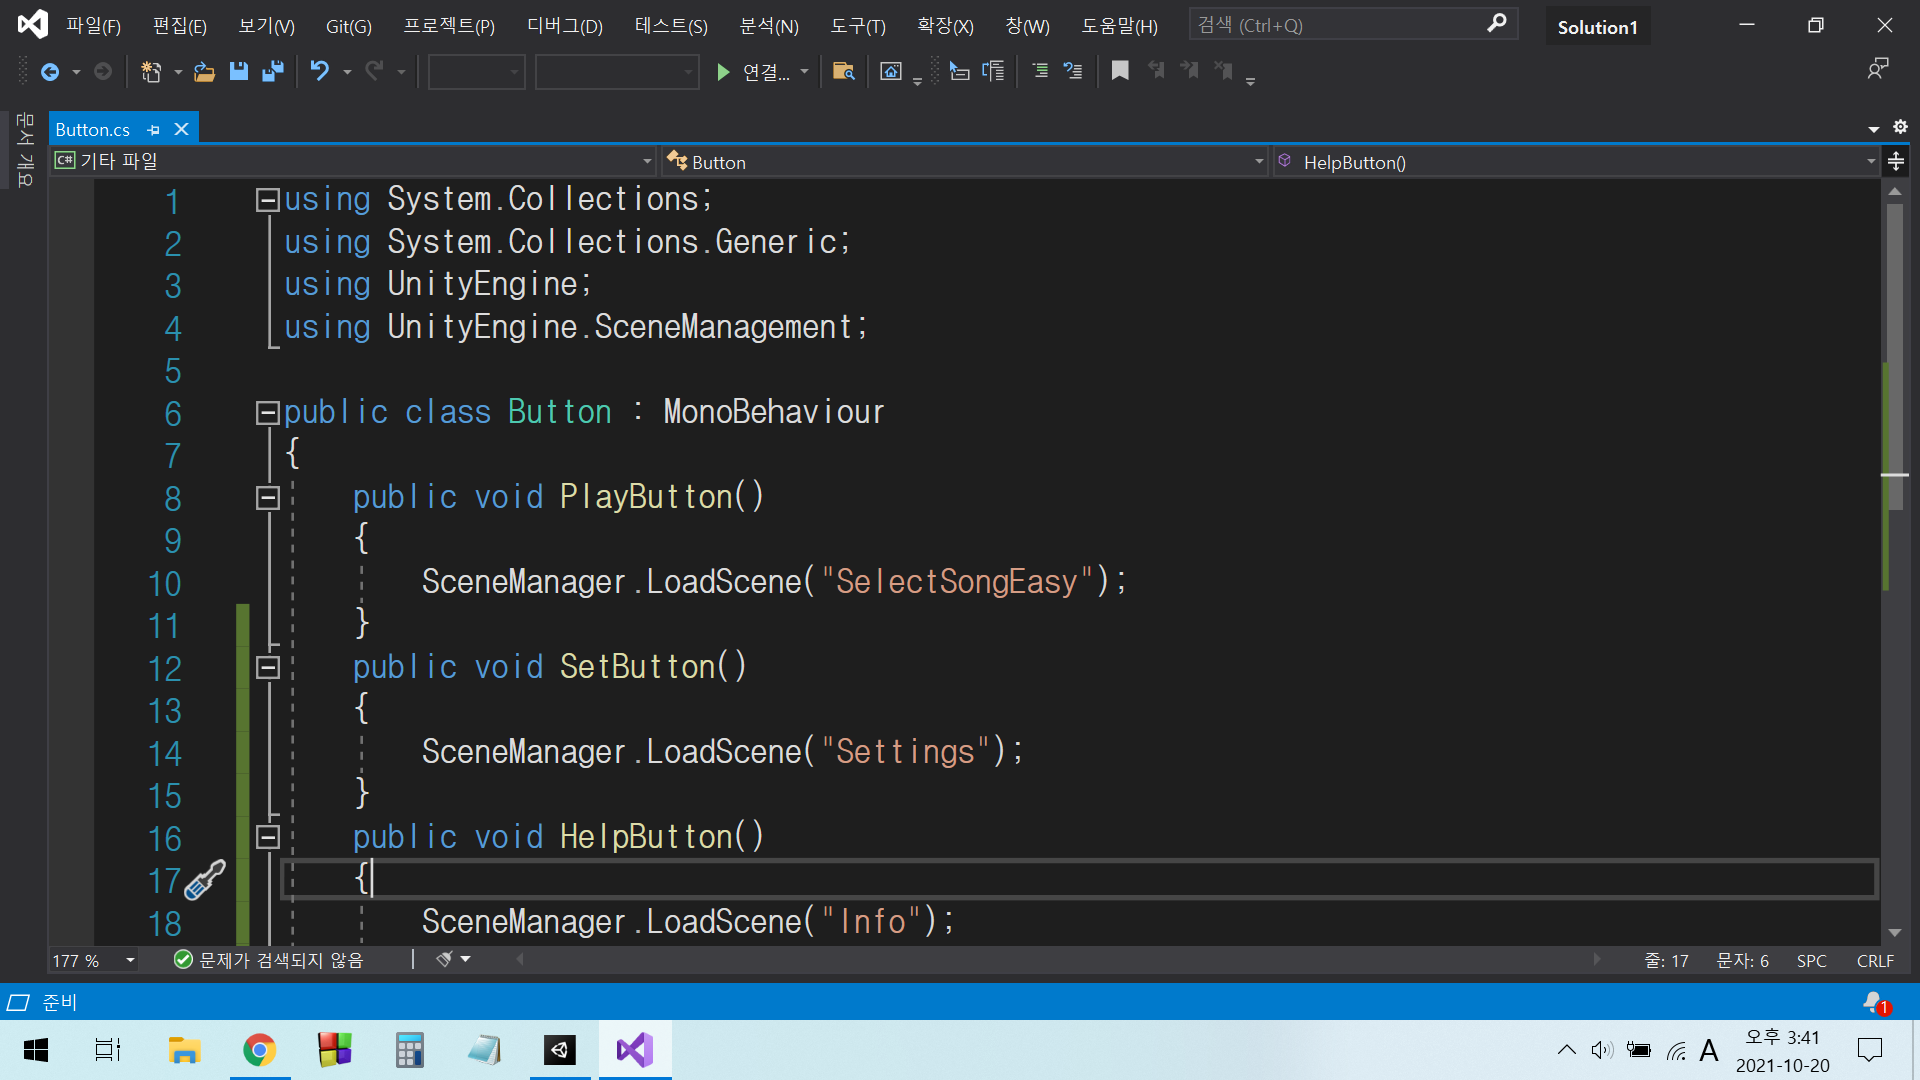 파일(F) 편집(E) 보기(V) Git(G) 프로젝트(P) 디버그(D) 테스트(S) 분석(N) 도구(T) 확장(X) 창(W) 도움말(H) 검색 (Ctrl+Q) Solution1
연결...
문서 개요
Button.cs
C# 기타 파일 Button HelpButton()
1 using System.Collections;
2 using System.Collections.Generic;
3 using UnityEngine;
4 using UnityEngine.SceneManagement;
5
6 public class Button : MonoBehaviour
7 {
8 public void PlayButton()
9 {
10 SceneManager.LoadScene("SelectSongEasy");
11 }
12 public void SetButton()
13 {
14 SceneManager.LoadScene("Settings");
15 }
16 public void HelpButton()
17 {
18 SceneManager.LoadScene("Info");
177 % 문제가 검색되지 않음 줄: 17 문자: 6 SPC CRLF
준비 1
A 오후 3:41
2021-10-20